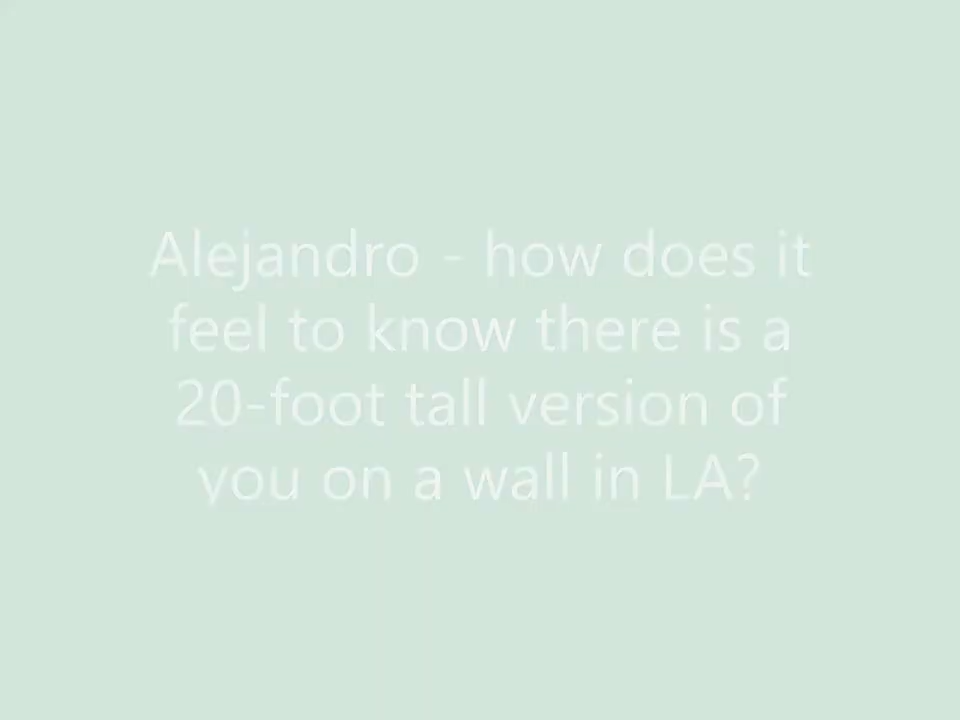 Alejandro - how does it
feel to know there is a
20-foot tall version of
you on a wall in LA?